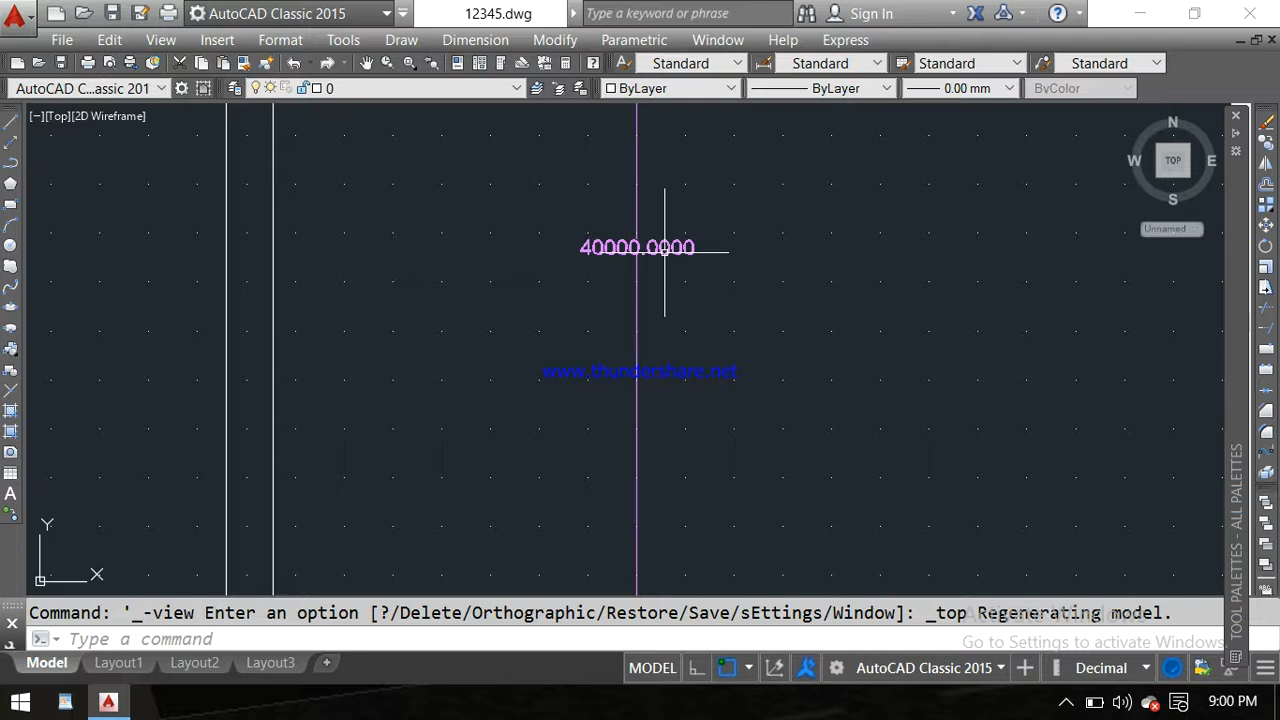 AutoCAD Classic 2015
12345.dwg
Type a keyword or phrase
Sign In
File Edit View Insert Format Tools Draw Dimension Modify Parametric Window Help Express
Standard Standard Standard Standard
AutoCAD C...assic 201 0 ByLayer ByLayer 0.00 mm ByColor
[−][Top][2D Wireframe]
N
W TOP E
S
Unnamed
40000.0000
www.thundershare.net
Y
X
TOOL PALETTES - ALL PALETTES
Command: '_-view Enter an option [?/Delete/Orthographic/Restore/Save/sEttings/Window]: _top Regenerating model.
Activate Windows
Go to Settings to activate Windows.
Type a command
Model Layout1 Layout2 Layout3
MODEL AutoCAD Classic 2015 Decimal
9:00 PM